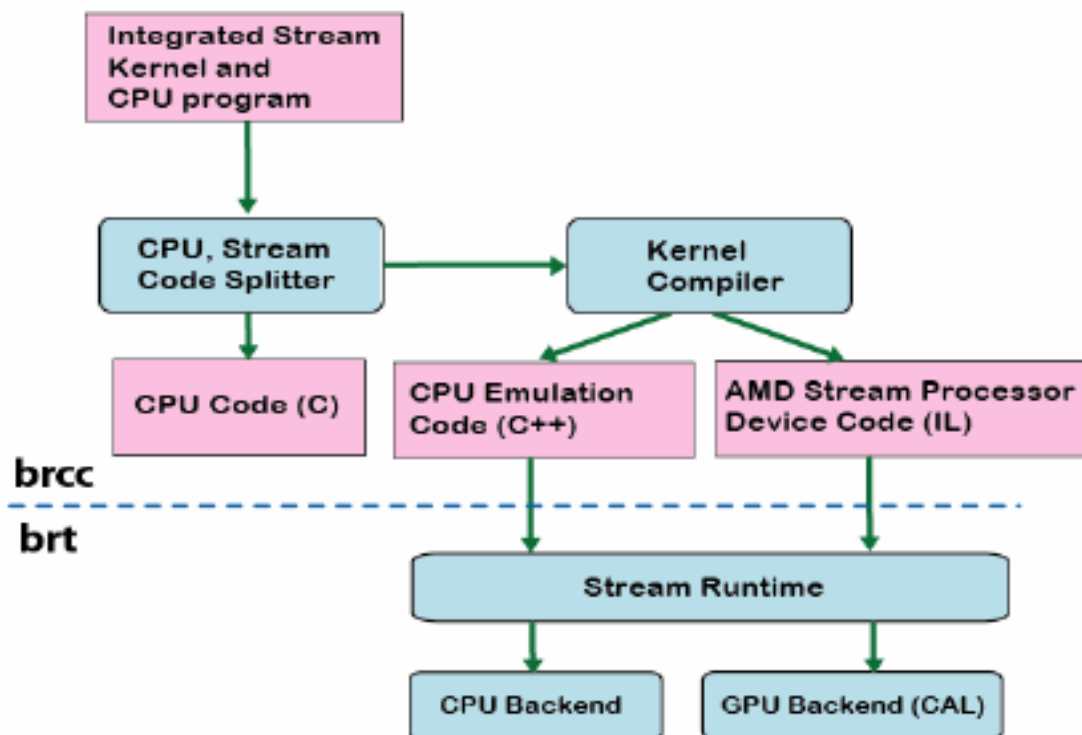 Integrated Stream
Kernel and
CPU program
CPU, Stream
Code Splitter
Kernel
Compiler
CPU Code (C)
CPU Emulation
Code (C++)
AMD Stream Processor
Device Code (IL)
brcc
brt
Stream Runtime
CPU Backend
GPU Backend (CAL)